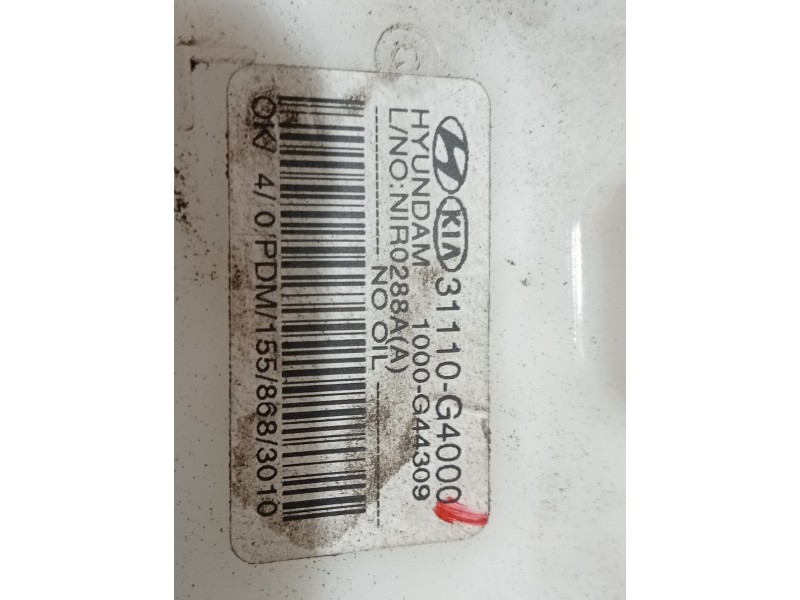 KIA 31110-G4000
HYUNDAM 1000-G44309
L/NO:NIR0288A(A)
NO OIL
OK/ 4/0 PDM/155/868/3010